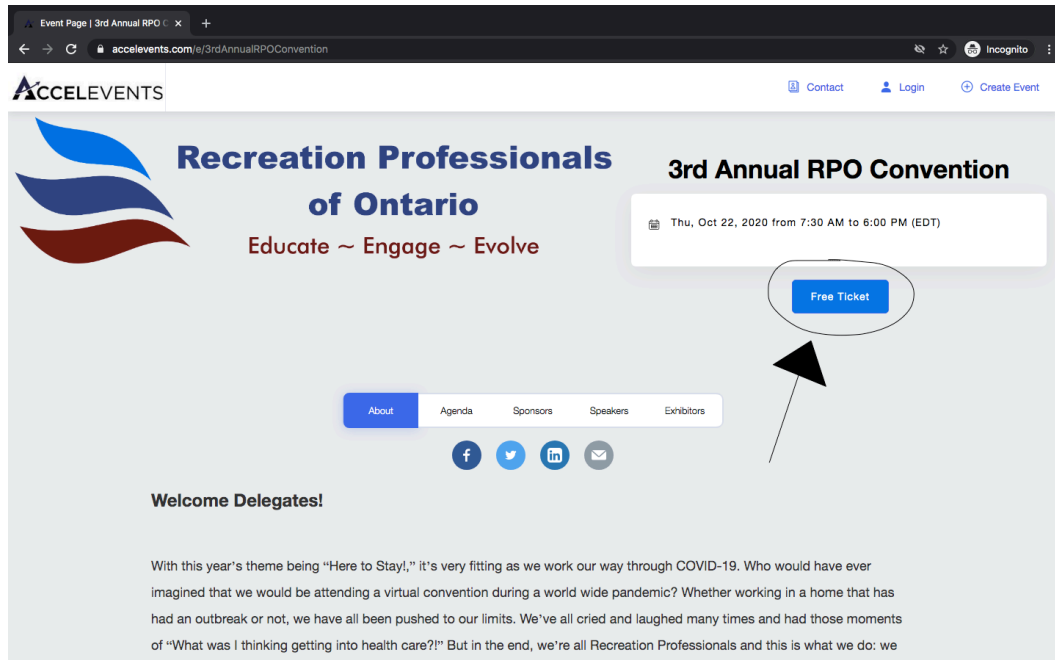 Event Page | 3rd Annual RPO C
accelevents.com/e/3rdAnnualRPOConvention
Incognito
ACCELEVENTS
Contact
Login
Create Event
Recreation Professionals
of Ontario
Educate ~ Engage ~ Evolve
3rd Annual RPO Convention
Thu, Oct 22, 2020 from 7:30 AM to 6:00 PM (EDT)
Free Ticket
About
Agenda
Sponsors
Speakers
Exhibitors
Welcome Delegates!
With this year's theme being “Here to Stay!,” it's very fitting as we work our way through COVID-19. Who would have ever
imagined that we would be attending a virtual convention during a world wide pandemic? Whether working in a home that has
had an outbreak or not, we have all been pushed to our limits. We've all cried and laughed many times and had those moments
of “What was I thinking getting into health care?!" But in the end, we're all Recreation Professionals and this is what we do: we